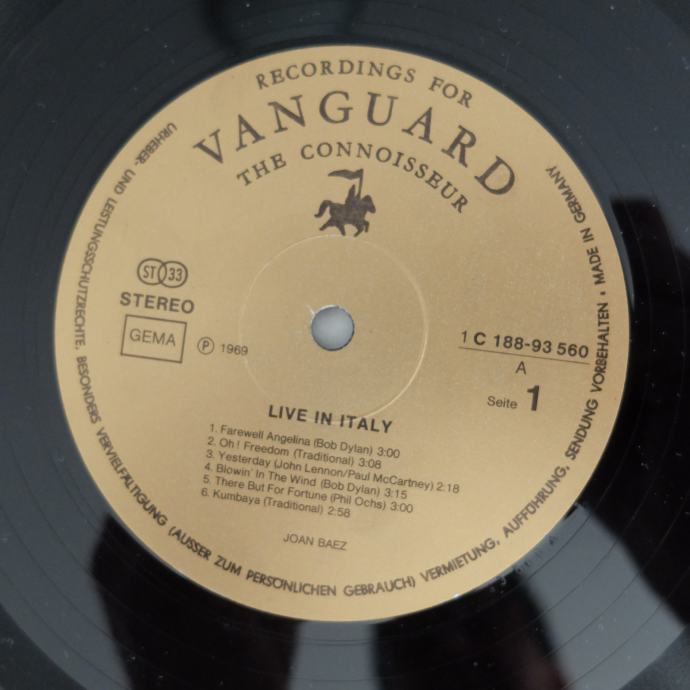 RECORDINGS FOR
VANGUARD
THE CONNOISSEUR
ST 33
STEREO
GEMA
Ⓟ 1969
1 C 188-93 560
A
Seite 1
LIVE IN ITALY
1. Farewell Angelina (Bob Dylan) 3:00
2. Oh! Freedom (Traditional) 3:08
3. Yesterday (John Lennon/Paul McCartney) 2:18
4. Blowin' In The Wind (Bob Dylan) 3:15
5. There But For Fortune (Phil Ochs) 3:00
6. Kumbaya (Traditional) 2:58
JOAN BAEZ
URHEBER- UND LEISTUNGSSCHUTZRECHTE, BESONDERS VERVIELFÄLTIGUNG (AUSSER ZUM PERSÖNLICHEN GEBRAUCH) VERMIETUNG, AUFFÜHRUNG, SENDUNG VORBEHALTEN • MADE IN GERMANY